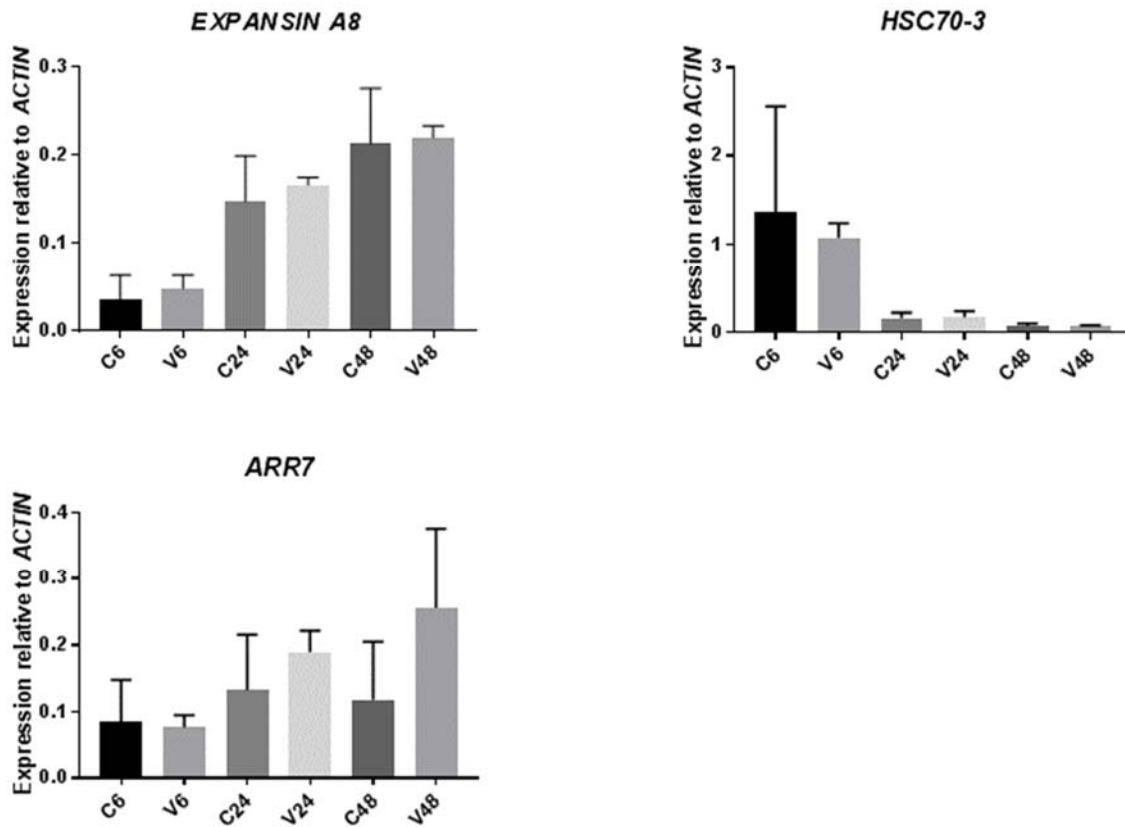 EXPANSIN A8
Expression relative to ACTIN
0.3
0.2
0.1
0.0
C6 V6 C24 V24 C48 V48
HSC70-3
Expression relative to ACTIN
3
2
1
0
C6 V6 C24 V24 C48 V48
ARR7
Expression relative to ACTIN
0.4
0.3
0.2
0.1
0.0
C6 V6 C24 V24 C48 V48